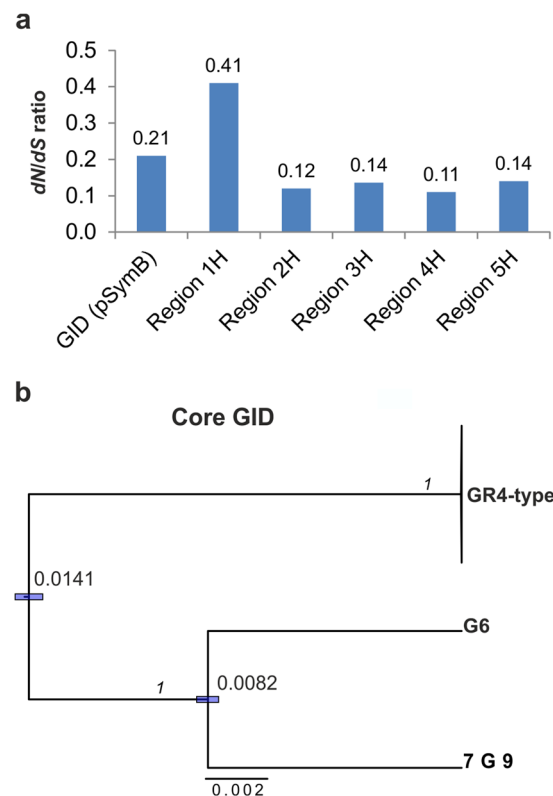 a
dN/dS ratio
0.5
0.4
0.3
0.2
0.1
0.0
0.21
0.41
0.12
0.14
0.11
0.14
GID (pSymB)
Region 1H
Region 2H
Region 3H
Region 4H
Region 5H
b
Core GID
1
GR4-type
0.0141
G6
1
0.0082
7 G 9
0.002